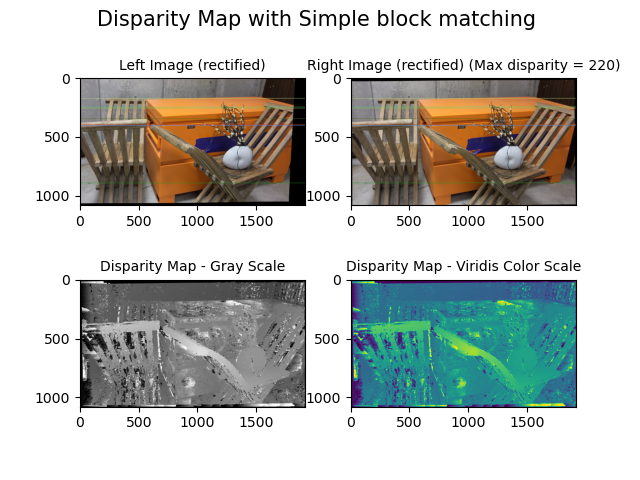 Disparity Map with Simple block matching
Left Image (rectified)
Right Image (rectified) (Max disparity = 220)
0
500
1000
0 500 1000 1500
0
500
1000
0 500 1000 1500
Disparity Map - Gray Scale
Disparity Map - Viridis Color Scale
0
500
1000
0 500 1000 1500
0
500
1000
0 500 1000 1500